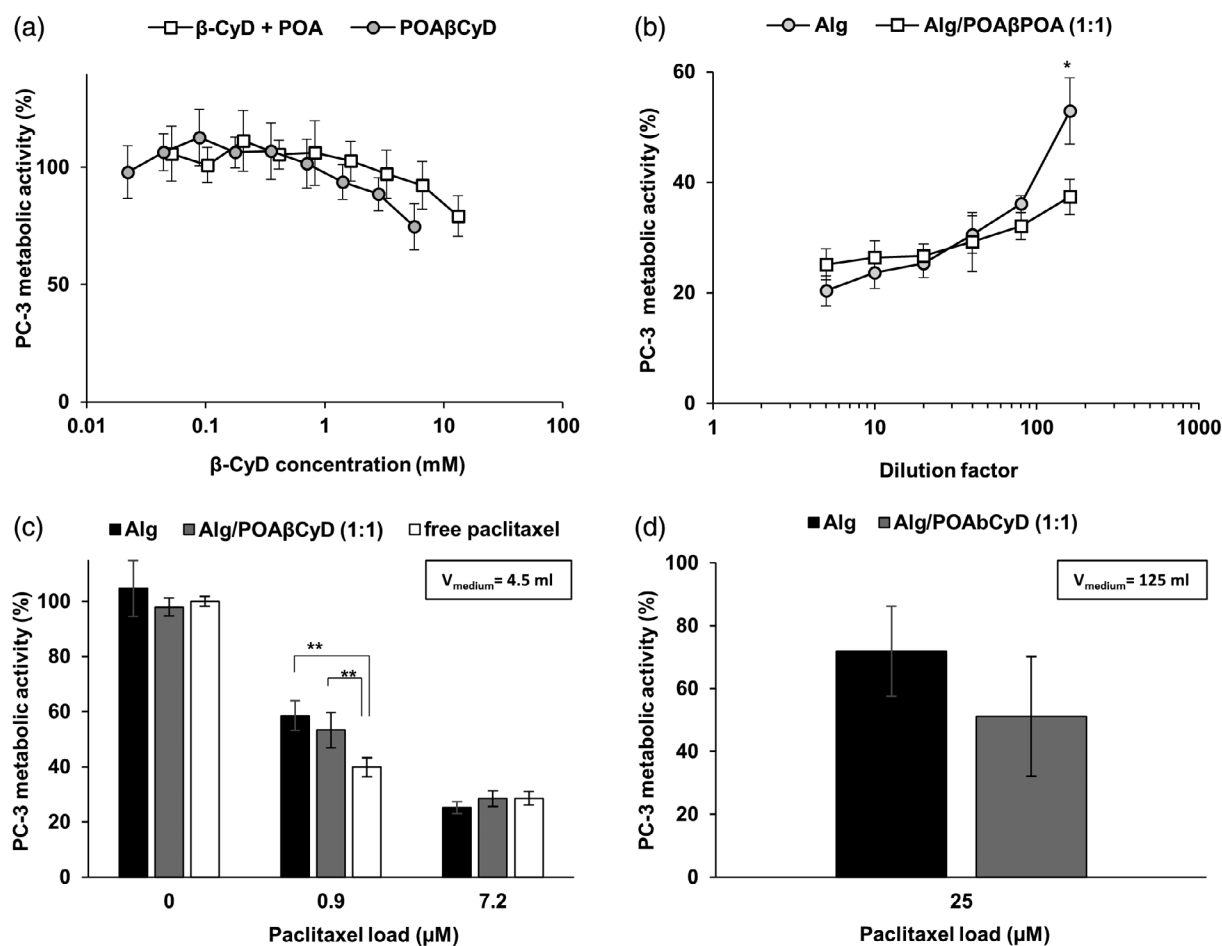 (a)
β-CyD + POA POAβCyD
PC-3 metabolic activity (%)
100
50
0
0.01 0.1 1 10 100
β-CyD concentration (mM)
(b)
Alg Alg/POAβPOA (1:1)
PC-3 metabolic activity (%)
60
40
20
0
*
1 10 100 1000
Dilution factor
(c)
Alg Alg/POAβCyD (1:1) free paclitaxel
Vmedium= 4.5 ml
PC-3 metabolic activity (%)
100
80
60
40
20
0
**
**
0 0.9 7.2
Paclitaxel load (µM)
(d)
Alg Alg/POAbCyD (1:1)
Vmedium= 125 ml
PC-3 metabolic activity (%)
100
80
60
40
20
0
25
Paclitaxel load (µM)